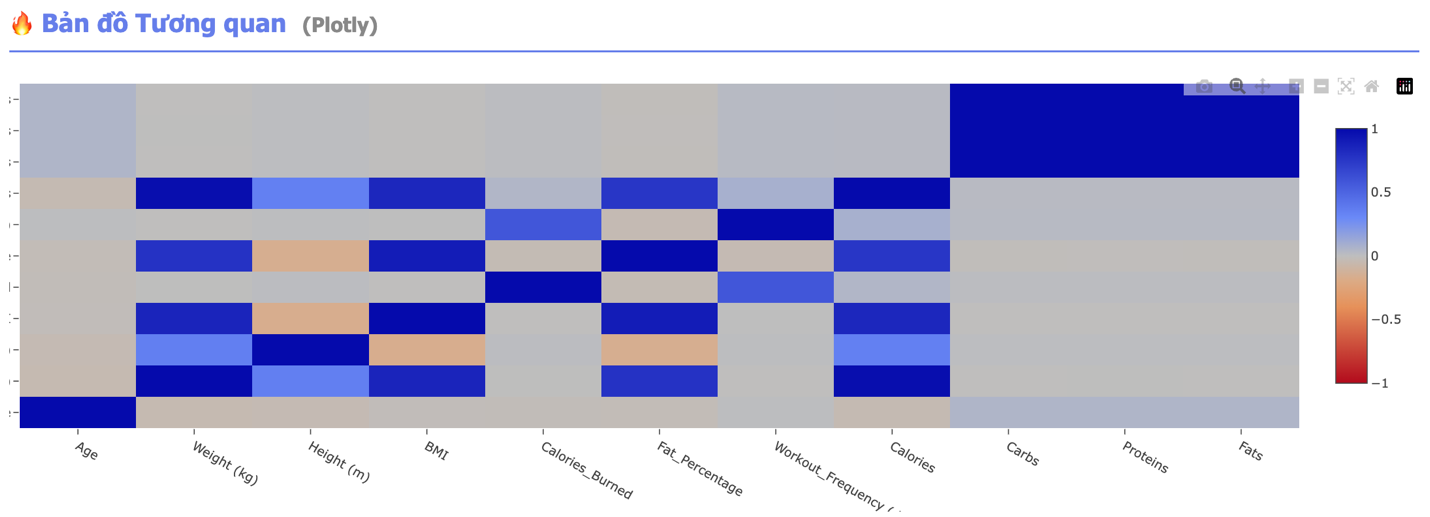 🔥 Bản đồ Tương quan (Plotly)
1
0.5
0
−0.5
−1
Age
Weight (kg)
Height (m)
BMI
Calories_Burned
Fat_Percentage
Workout_Frequency (
Calories
Carbs
Proteins
Fats